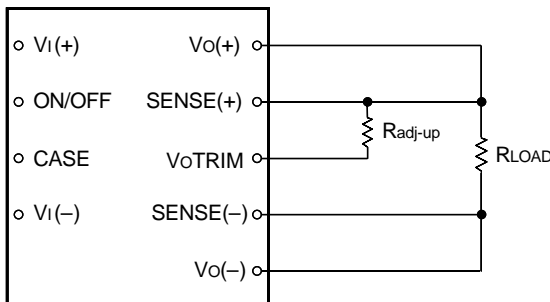 VI(+)
VO(+)
ON/OFF
SENSE(+)
Radj-up
CASE
VOTRIM
RLOAD
VI(–)
SENSE(–)
VO(–)